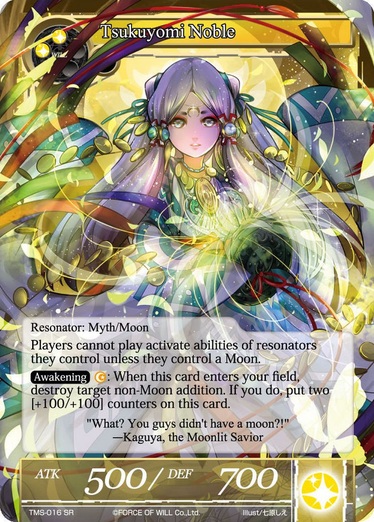 Tsukuyomi Noble
WILL
Resonator: Myth/Moon
Players cannot play activate abilities of resonators
they control unless they control a Moon.
Awakening : When this card enters your field,
destroy target non-Moon addition. If you do, put two
[+100/+100] counters on this card.
"What? You guys didn't have a moon?!"
—Kaguya, the Moonlit Savior
ATK 500 / DEF 700
TMS-016 SR ©FORCE OF WILL Co.,Ltd. Illust/七原しえ